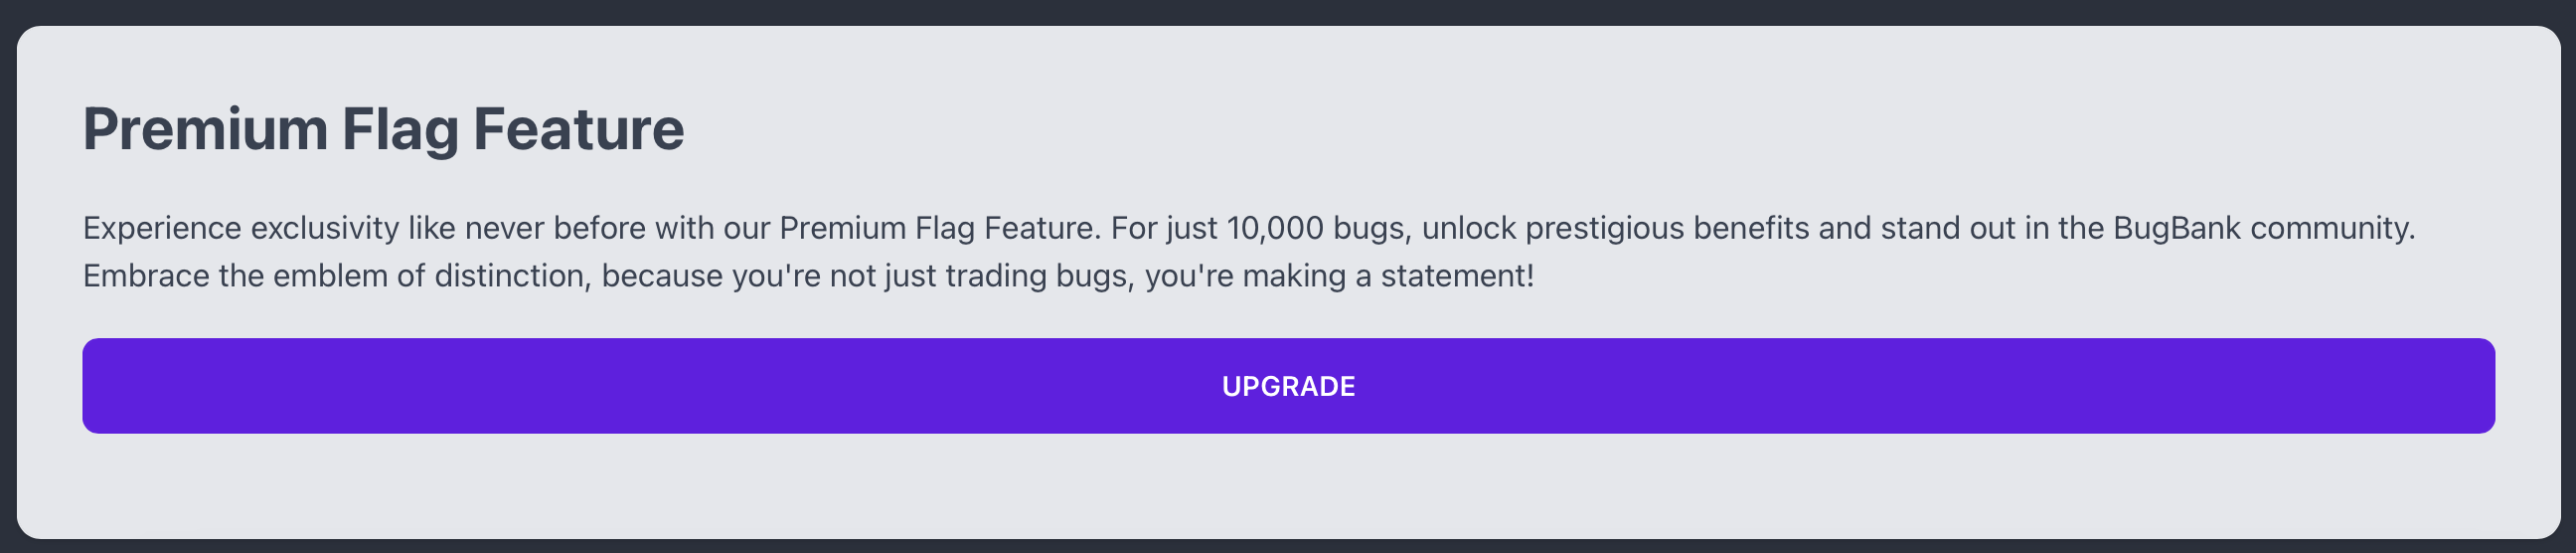 Premium Flag Feature
Experience exclusivity like never before with our Premium Flag Feature. For just 10,000 bugs, unlock prestigious benefits and stand out in the BugBank community.
Embrace the emblem of distinction, because you're not just trading bugs, you're making a statement!
UPGRADE